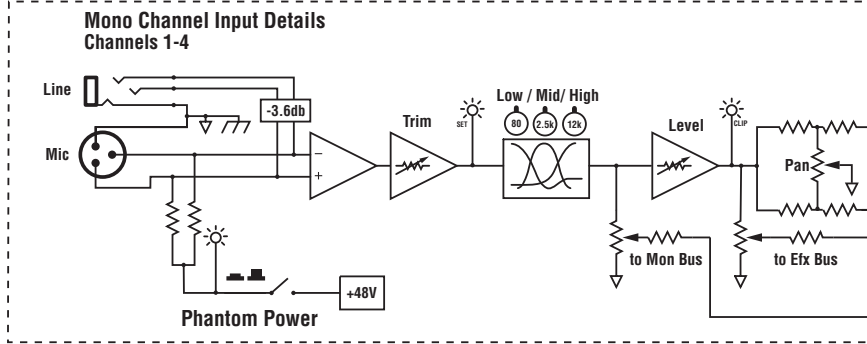 Mono Channel Input Details
Channels 1-4
Line
-3.6db
Trim
SET
Low / Mid/ High
80
2.5k
12k
Level
CLIP
Mic
−
+
Pan
to Mon Bus
to Efx Bus
+48V
Phantom Power